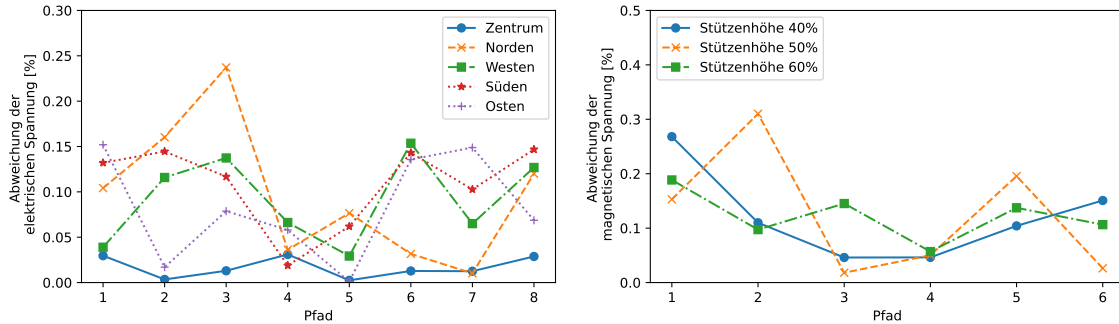 0.30
0.25
0.20
0.15
0.10
0.05
0.00
Abweichung der
elektrischen Spannung [%]
1 2 3 4 5 6 7 8
Pfad
Zentrum
Norden
Westen
Süden
Osten
0.5
0.4
0.3
0.2
0.1
0.0
Abweichung der
magnetischen Spannung [%]
1 2 3 4 5 6
Pfad
Stützenhöhe 40%
Stützenhöhe 50%
Stützenhöhe 60%